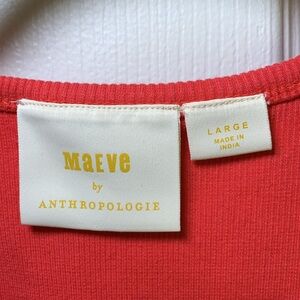 MaEVe
by
ANTHROPOLOGIE
LARGE
MADE IN
INDIA